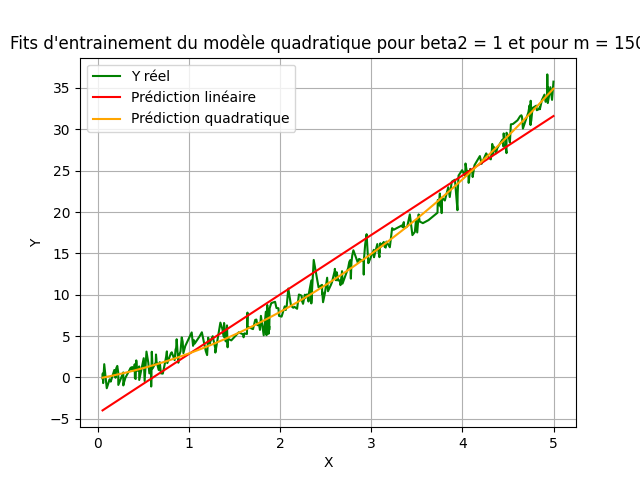 Fits d'entrainement du modèle quadratique pour beta2 = 1 et pour m = 150
Y réel
Prédiction linéaire
Prédiction quadratique
35
30
25
20
15
10
5
0
−5
Y
0 1 2 3 4 5
X